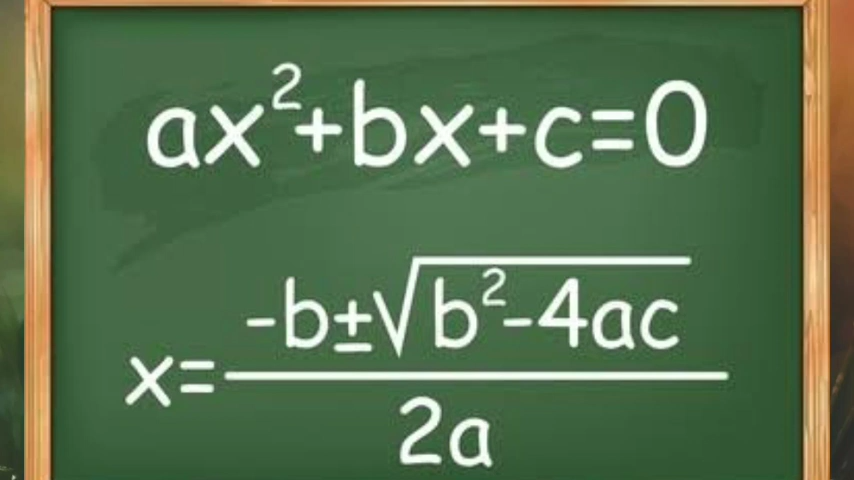 ax²+bx+c=0
x=
-b±√b²-4ac
2a